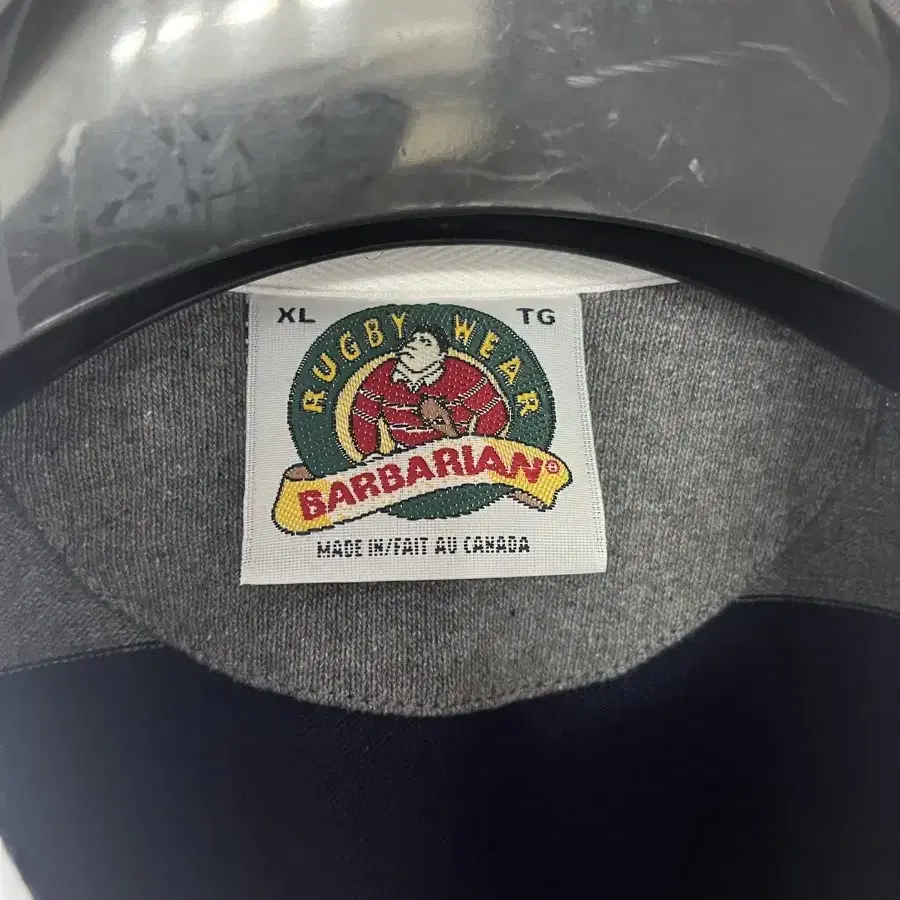 XL TG
RUGBY WEAR
BARBARIAN®
MADE IN/FAIT AU CANADA